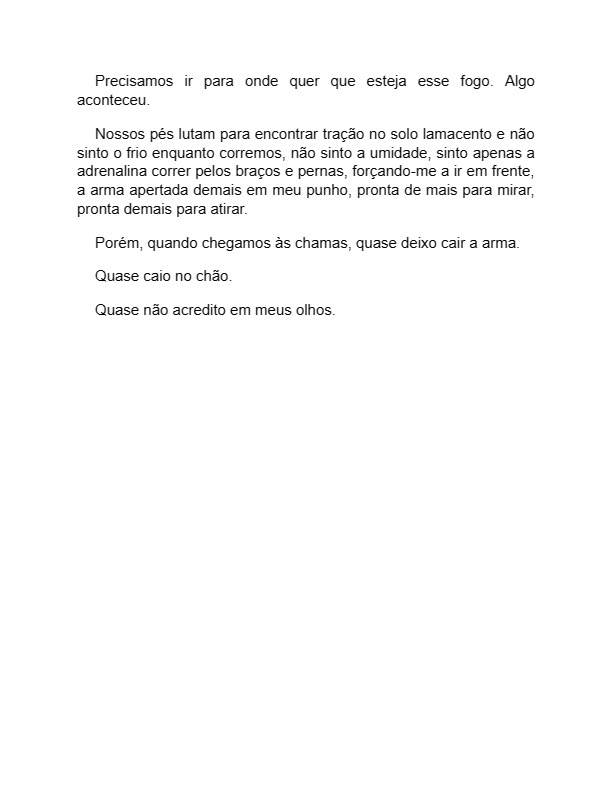 Precisamos ir para onde quer que esteja esse fogo. Algo
aconteceu.
Nossos pés lutam para encontrar tração no solo lamacento e não
sinto o frio enquanto corremos, não sinto a umidade, sinto apenas a
adrenalina correr pelos braços e pernas, forçando-me a ir em frente,
a arma apertada demais em meu punho, pronta de mais para mirar,
pronta demais para atirar.
Porém, quando chegamos às chamas, quase deixo cair a arma.
Quase caio no chão.
Quase não acredito em meus olhos.